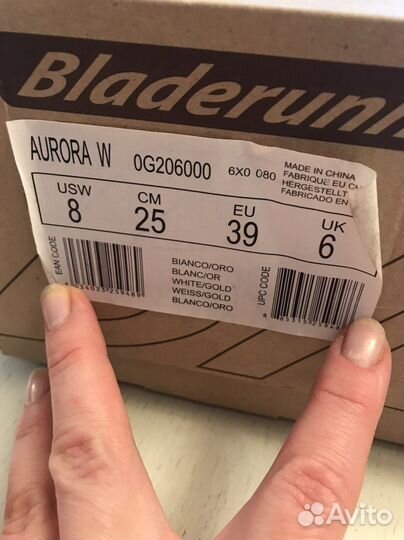 Bladerunn
AURORA W 0G206000 6X0 080
MADE IN CHINA
FABRIQUE EU CH
HERGESTELLT
FABRICADO EN
USW CM EU UK
8 25 39 6
EAN CODE
BIANCO/ORO
BLANC/OR
WHITE/GOLD
WEISS/GOLD
BLANCO/ORO
UPC CODE
Avito